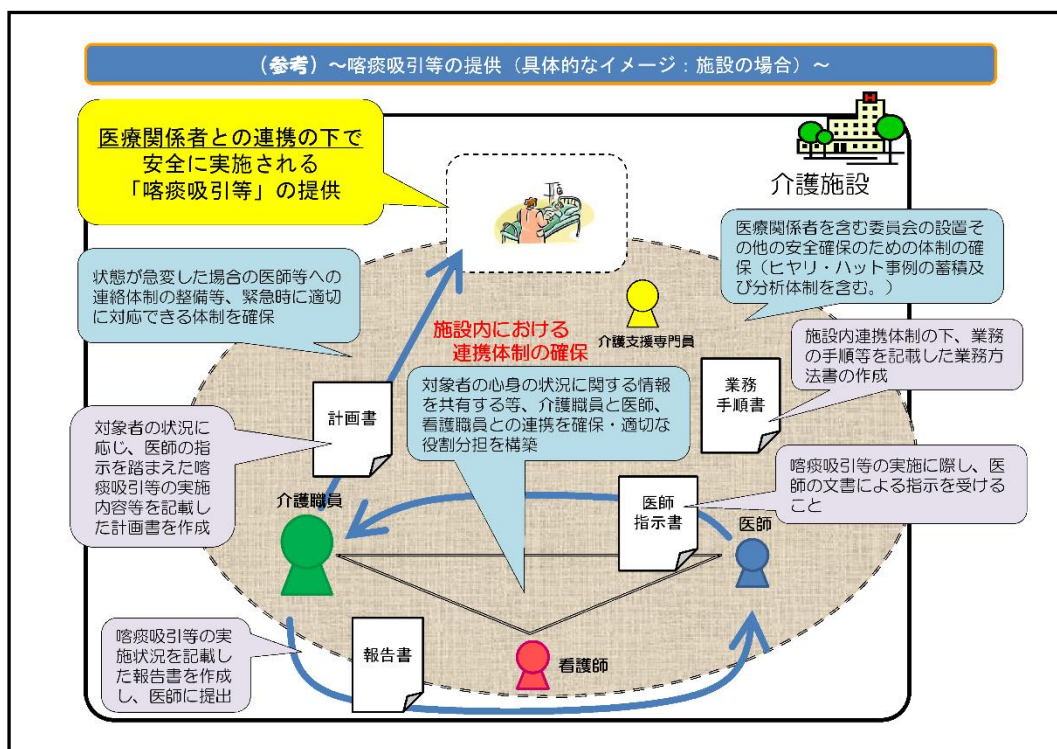 （参考）～喀痰吸引等の提供（具体的なイメージ：施設の場合）～
医療関係者との連携の下で
安全に実施される
「喀痰吸引等」の提供
介護施設
医療関係者を含む委員会の設置そ
の他の安全確保のための体制の確
保（ヒヤリ・ハット事例の蓄積及
び分析体制を含む。）
状態が急変した場合の医師等への
連絡体制の整備等、緊急時に適切
に対応できる体制を確保
介護支援専門員
施設内における
連携体制の確保
施設内連携体制の下、業務
の手順等を記載した業務方
法書の作成
計画書
対象者の心身の状況に関する情報
を共有する等、介護職員と医師、
看護職員との連携を確保・適切な
役割分担を構築
業務
手順書
対象者の状況に
応じ、医師の指
示を踏まえた喀
痰吸引等の実施
内容等を記載し
た計画書を作成
喀痰吸引等の実施に際し、医
師の文書による指示を受ける
こと
介護職員
医師
指示書
医師
喀痰吸引等の実
施状況を記載し
た報告書を作成
し、医師に提出
報告書
看護師